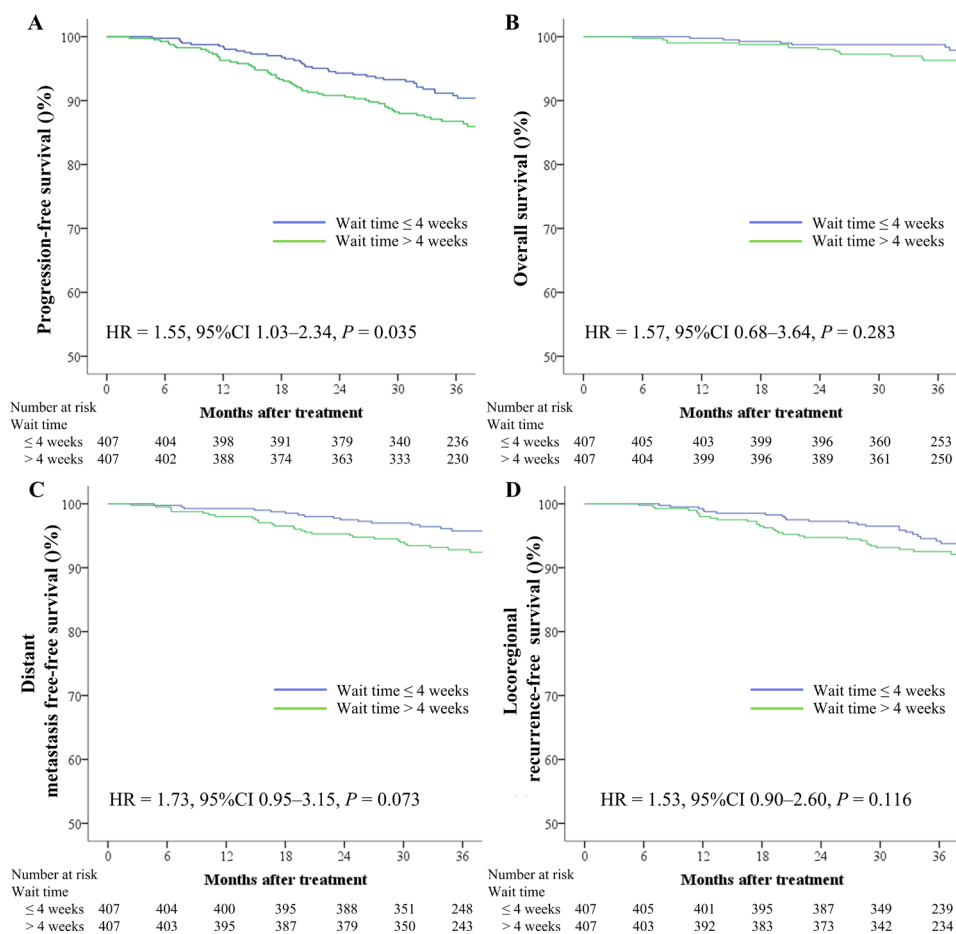 A
100
90
80
70
60
50
Progression-free survival ()%)
Wait time ≤ 4 weeks
Wait time > 4 weeks
HR = 1.55, 95%CI 1.03–2.34, P = 0.035
0 6 12 18 24 30 36
Number at risk
Months after treatment
Wait time
≤ 4 weeks 407 404 398 391 379 340 236
> 4 weeks 407 402 388 374 363 333 230
B
100
90
80
70
60
50
Overall survival ()%)
Wait time ≤ 4 weeks
Wait time > 4 weeks
HR = 1.57, 95%CI 0.68–3.64, P = 0.283
0 6 12 18 24 30 36
Number at risk
Months after treatment
Wait time
≤ 4 weeks 407 405 403 399 396 360 253
> 4 weeks 407 404 399 396 389 361 250
C
100
90
80
70
60
50
Distant
metastasis free-free survival ()%)
Wait time ≤ 4 weeks
Wait time > 4 weeks
HR = 1.73, 95%CI 0.95–3.15, P = 0.073
0 6 12 18 24 30 36
Number at risk
Months after treatment
Wait time
≤ 4 weeks 407 404 400 395 388 351 248
> 4 weeks 407 403 395 387 379 350 243
D
100
90
80
70
60
50
Locoregional
recurrence-free survival ()%)
Wait time ≤ 4 weeks
Wait time > 4 weeks
HR = 1.53, 95%CI 0.90–2.60, P = 0.116
0 6 12 18 24 30 36
Number at risk
Months after treatment
Wait time
≤ 4 weeks 407 405 401 395 387 349 239
> 4 weeks 407 403 392 383 373 342 234